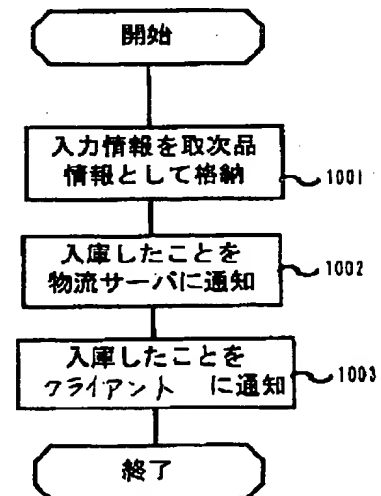 開始
入力情報を取次品
情報として格納
1001
入庫したことを
物流サーバに通知
1002
入庫したことを
クライアント に通知
1003
終了